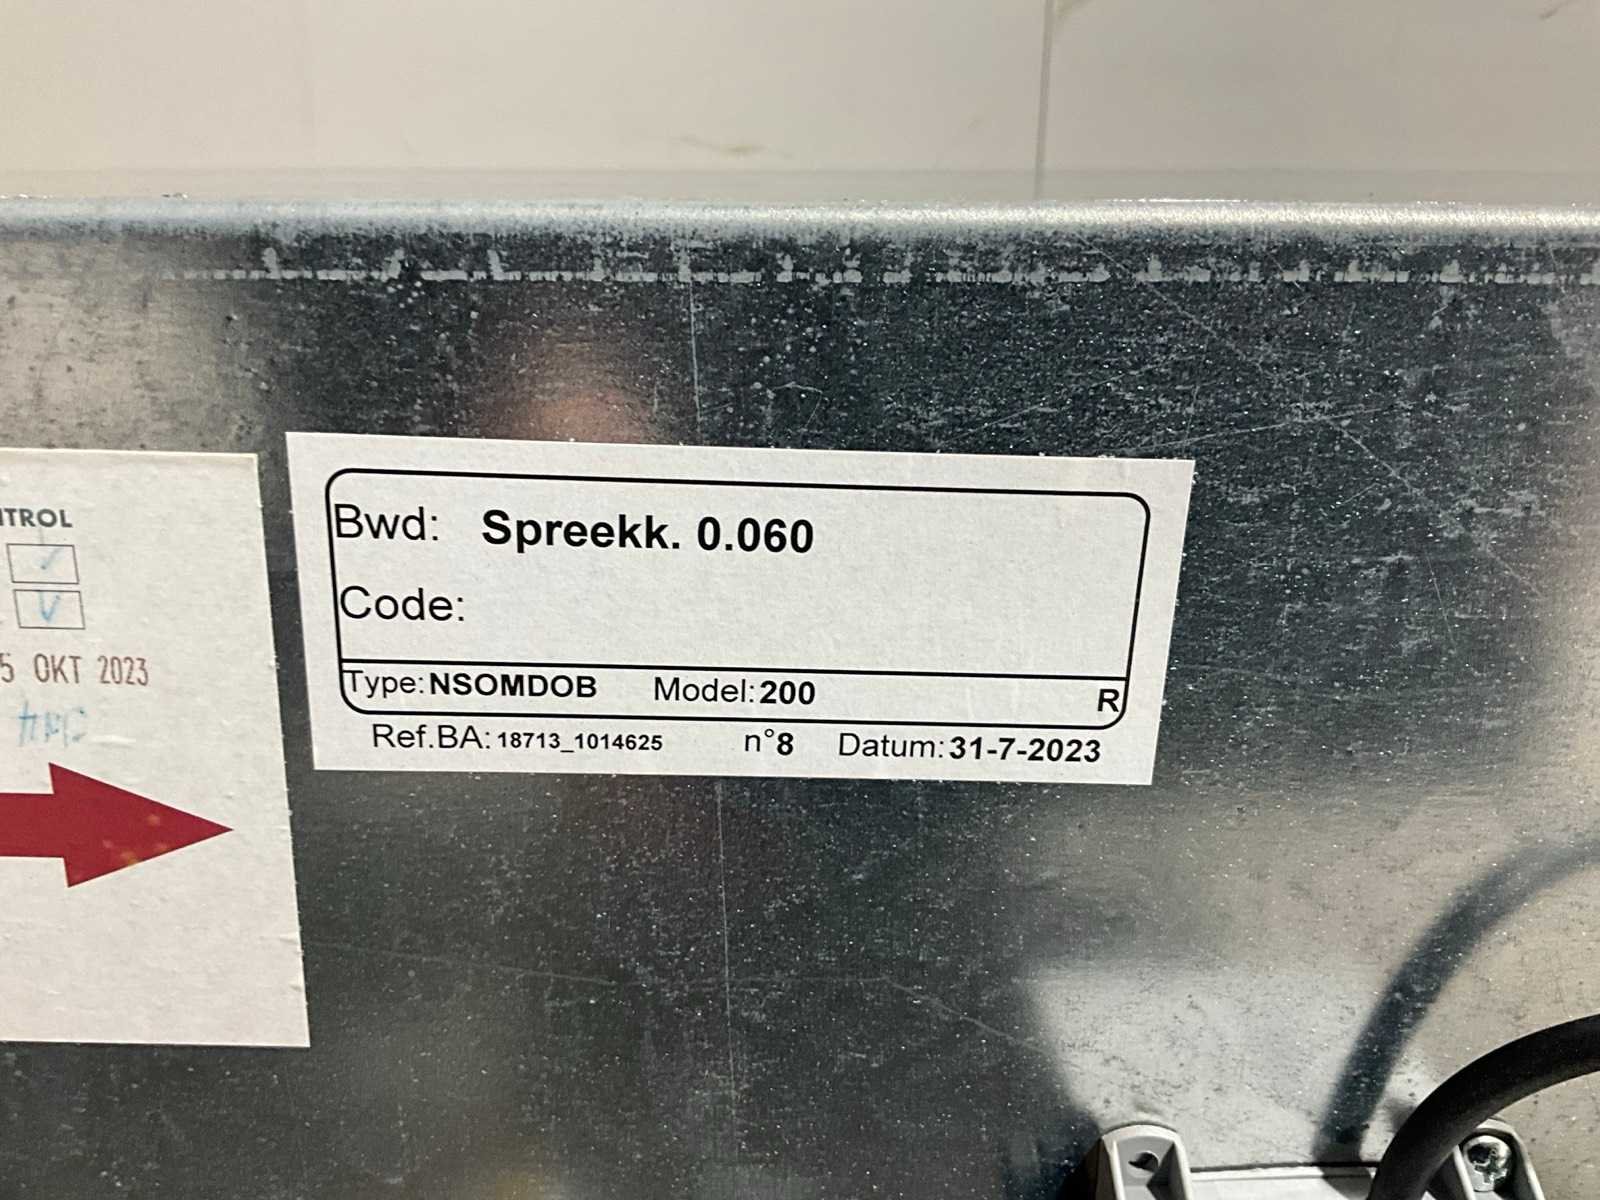 Bwd: Spreekk. 0.060
Code:
Type: NSOMDOB Model: 200 R
Ref.BA: 18713_1014625 n°8 Datum: 31-7-2023
5 OKT 2023